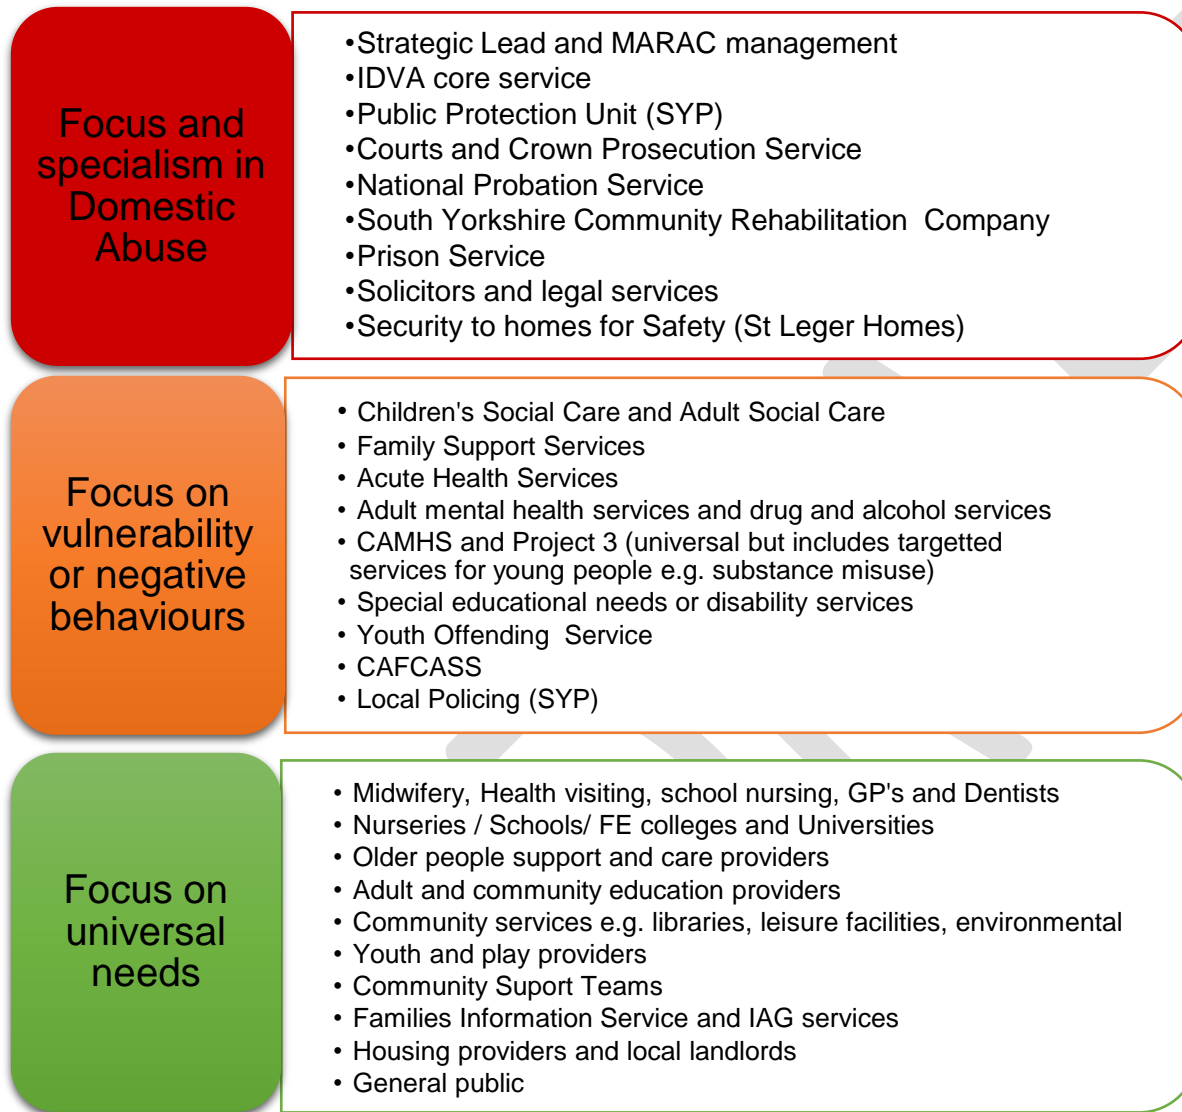 Focus and
specialism in
Domestic
Abuse
•Strategic Lead and MARAC management
•IDVA core service
•Public Protection Unit (SYP)
•Courts and Crown Prosecution Service
•National Probation Service
•South Yorkshire Community Rehabilitation  Company
•Prison Service
•Solicitors and legal services
•Security to homes for Safety (St Leger Homes)
Focus on
vulnerability
or negative
behaviours
• Children's Social Care and Adult Social Care
• Family Support Services
• Acute Health Services
• Adult mental health services and drug and alcohol services
• CAMHS and Project 3 (universal but includes targetted
services for young people e.g. substance misuse)
• Special educational needs or disability services
• Youth Offending  Service
• CAFCASS
• Local Policing (SYP)
Focus on
universal
needs
• Midwifery, Health visiting, school nursing, GP's and Dentists
• Nurseries / Schools/ FE colleges and Universities
• Older people support and care providers
• Adult and community education providers
• Community services e.g. libraries, leisure facilities, environmental
• Youth and play providers
• Community Suport Teams
• Families Information Service and IAG services
• Housing providers and local landlords
• General public